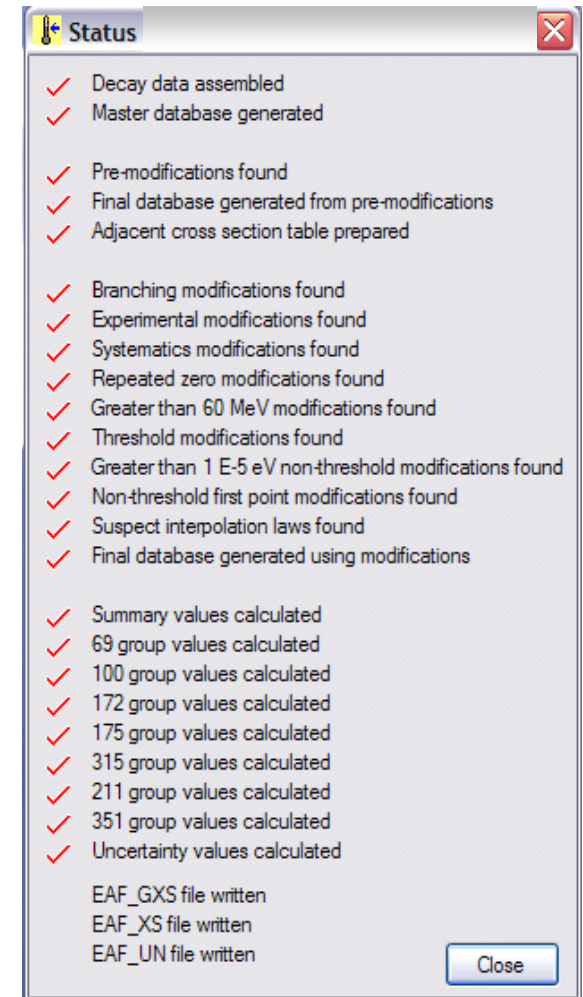 Status
Decay data assembled
Master database generated
Pre-modifications found
Final database generated from pre-modifications
Adjacent cross section table prepared
Branching modifications found
Experimental modifications found
Systematics modifications found
Repeated zero modifications found
Greater than 60 MeV modifications found
Threshold modifications found
Greater than 1 E-5 eV non-threshold modifications found
Non-threshold first point modifications found
Suspect interpolation laws found
Final database generated using modifications
Summary values calculated
69 group values calculated
100 group values calculated
172 group values calculated
175 group values calculated
315 group values calculated
211 group values calculated
351 group values calculated
Uncertainty values calculated
EAF_GXS file written
EAF_XS file written
EAF_UN file written
Close